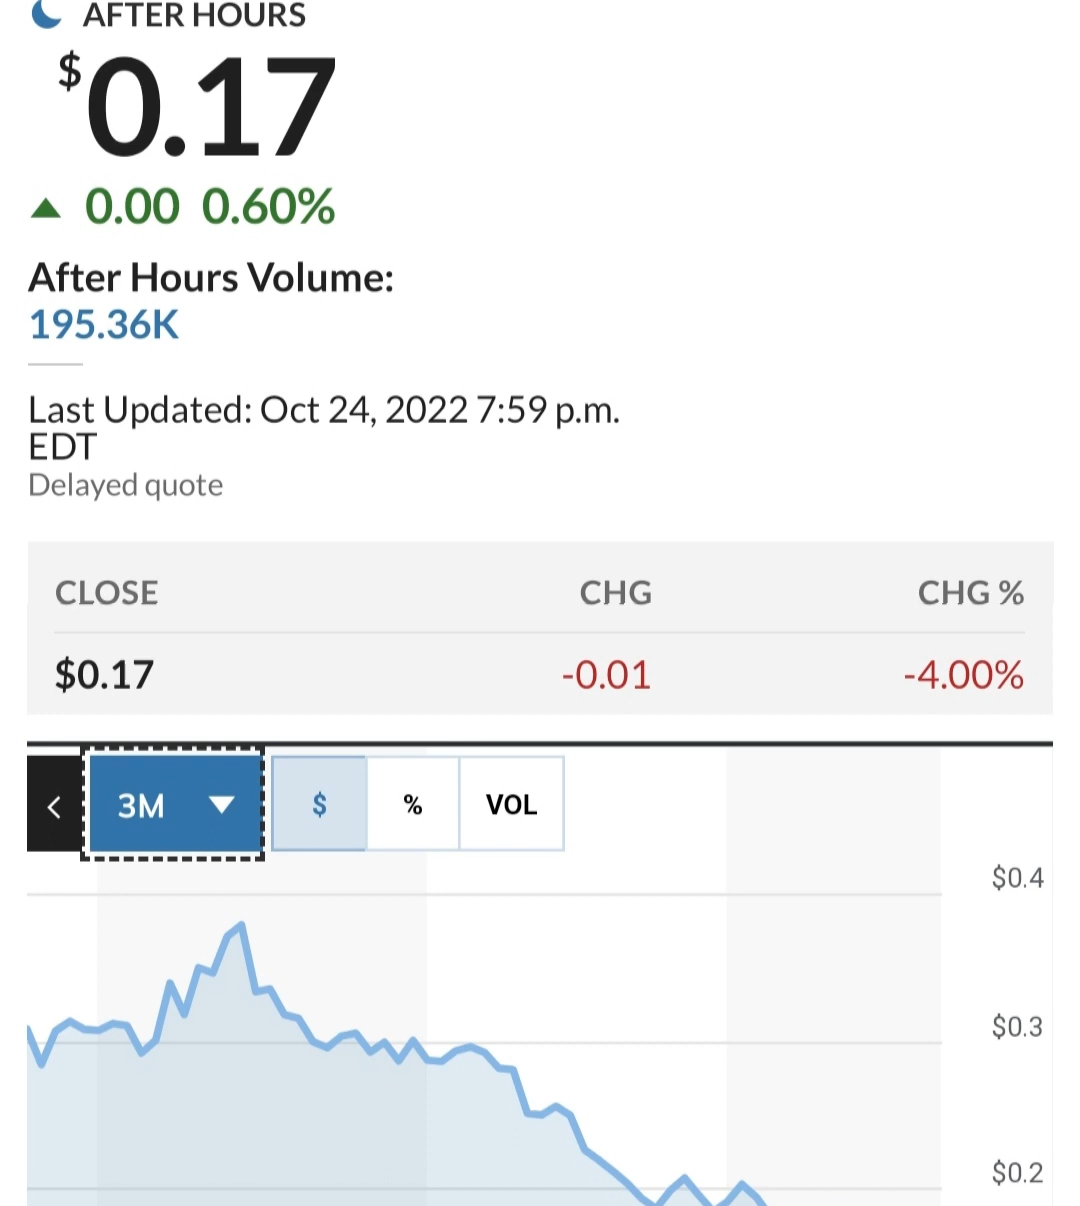 AFTER HOURS
$0.17
0.00 0.60%
After Hours Volume:
195.36K
Last Updated: Oct 24, 2022 7:59 p.m.
EDT
Delayed quote
CLOSE CHG CHG %
$0.17 -0.01 -4.00%
3M $ % VOL
$0.4
$0.3
$0.2